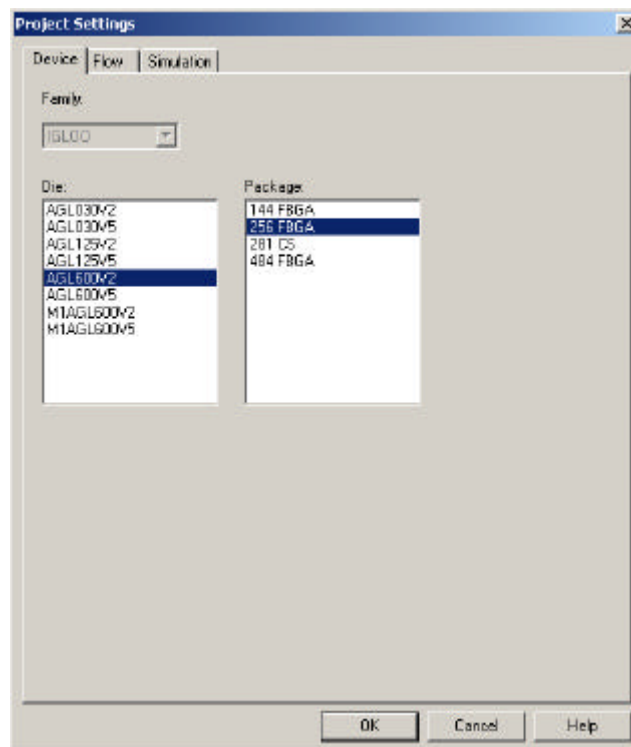 Project Settings
Device Flow Simulation
Family:
IGLOO
Die:
AGL030V2
AGL030V5
AGL125V2
AGL125V5
AGL600V2
AGL600V5
M1AGL600V2
M1AGL600V5
Package:
144 FBGA
256 FBGA
281 CS
484 FBGA
OK Cancel Help